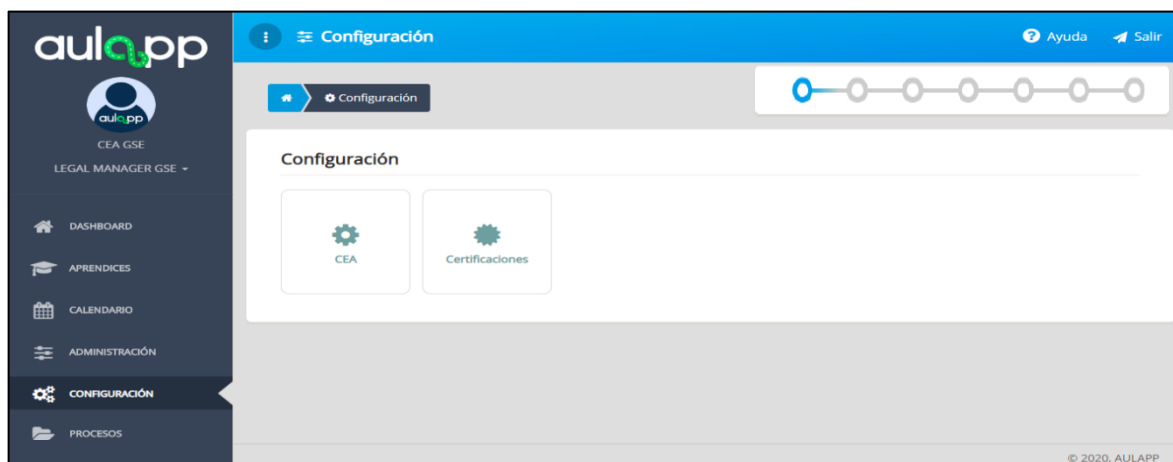 aulapp
aulapp
CEA GSE
LEGAL MANAGER GSE
DASHBOARD
APRENDICES
CALENDARIO
ADMINISTRACIÓN
CONFIGURACIÓN
PROCESOS
Configuración
Ayuda
Salir
Configuración
Configuración
CEA
Certificaciones
© 2020, AULAPP